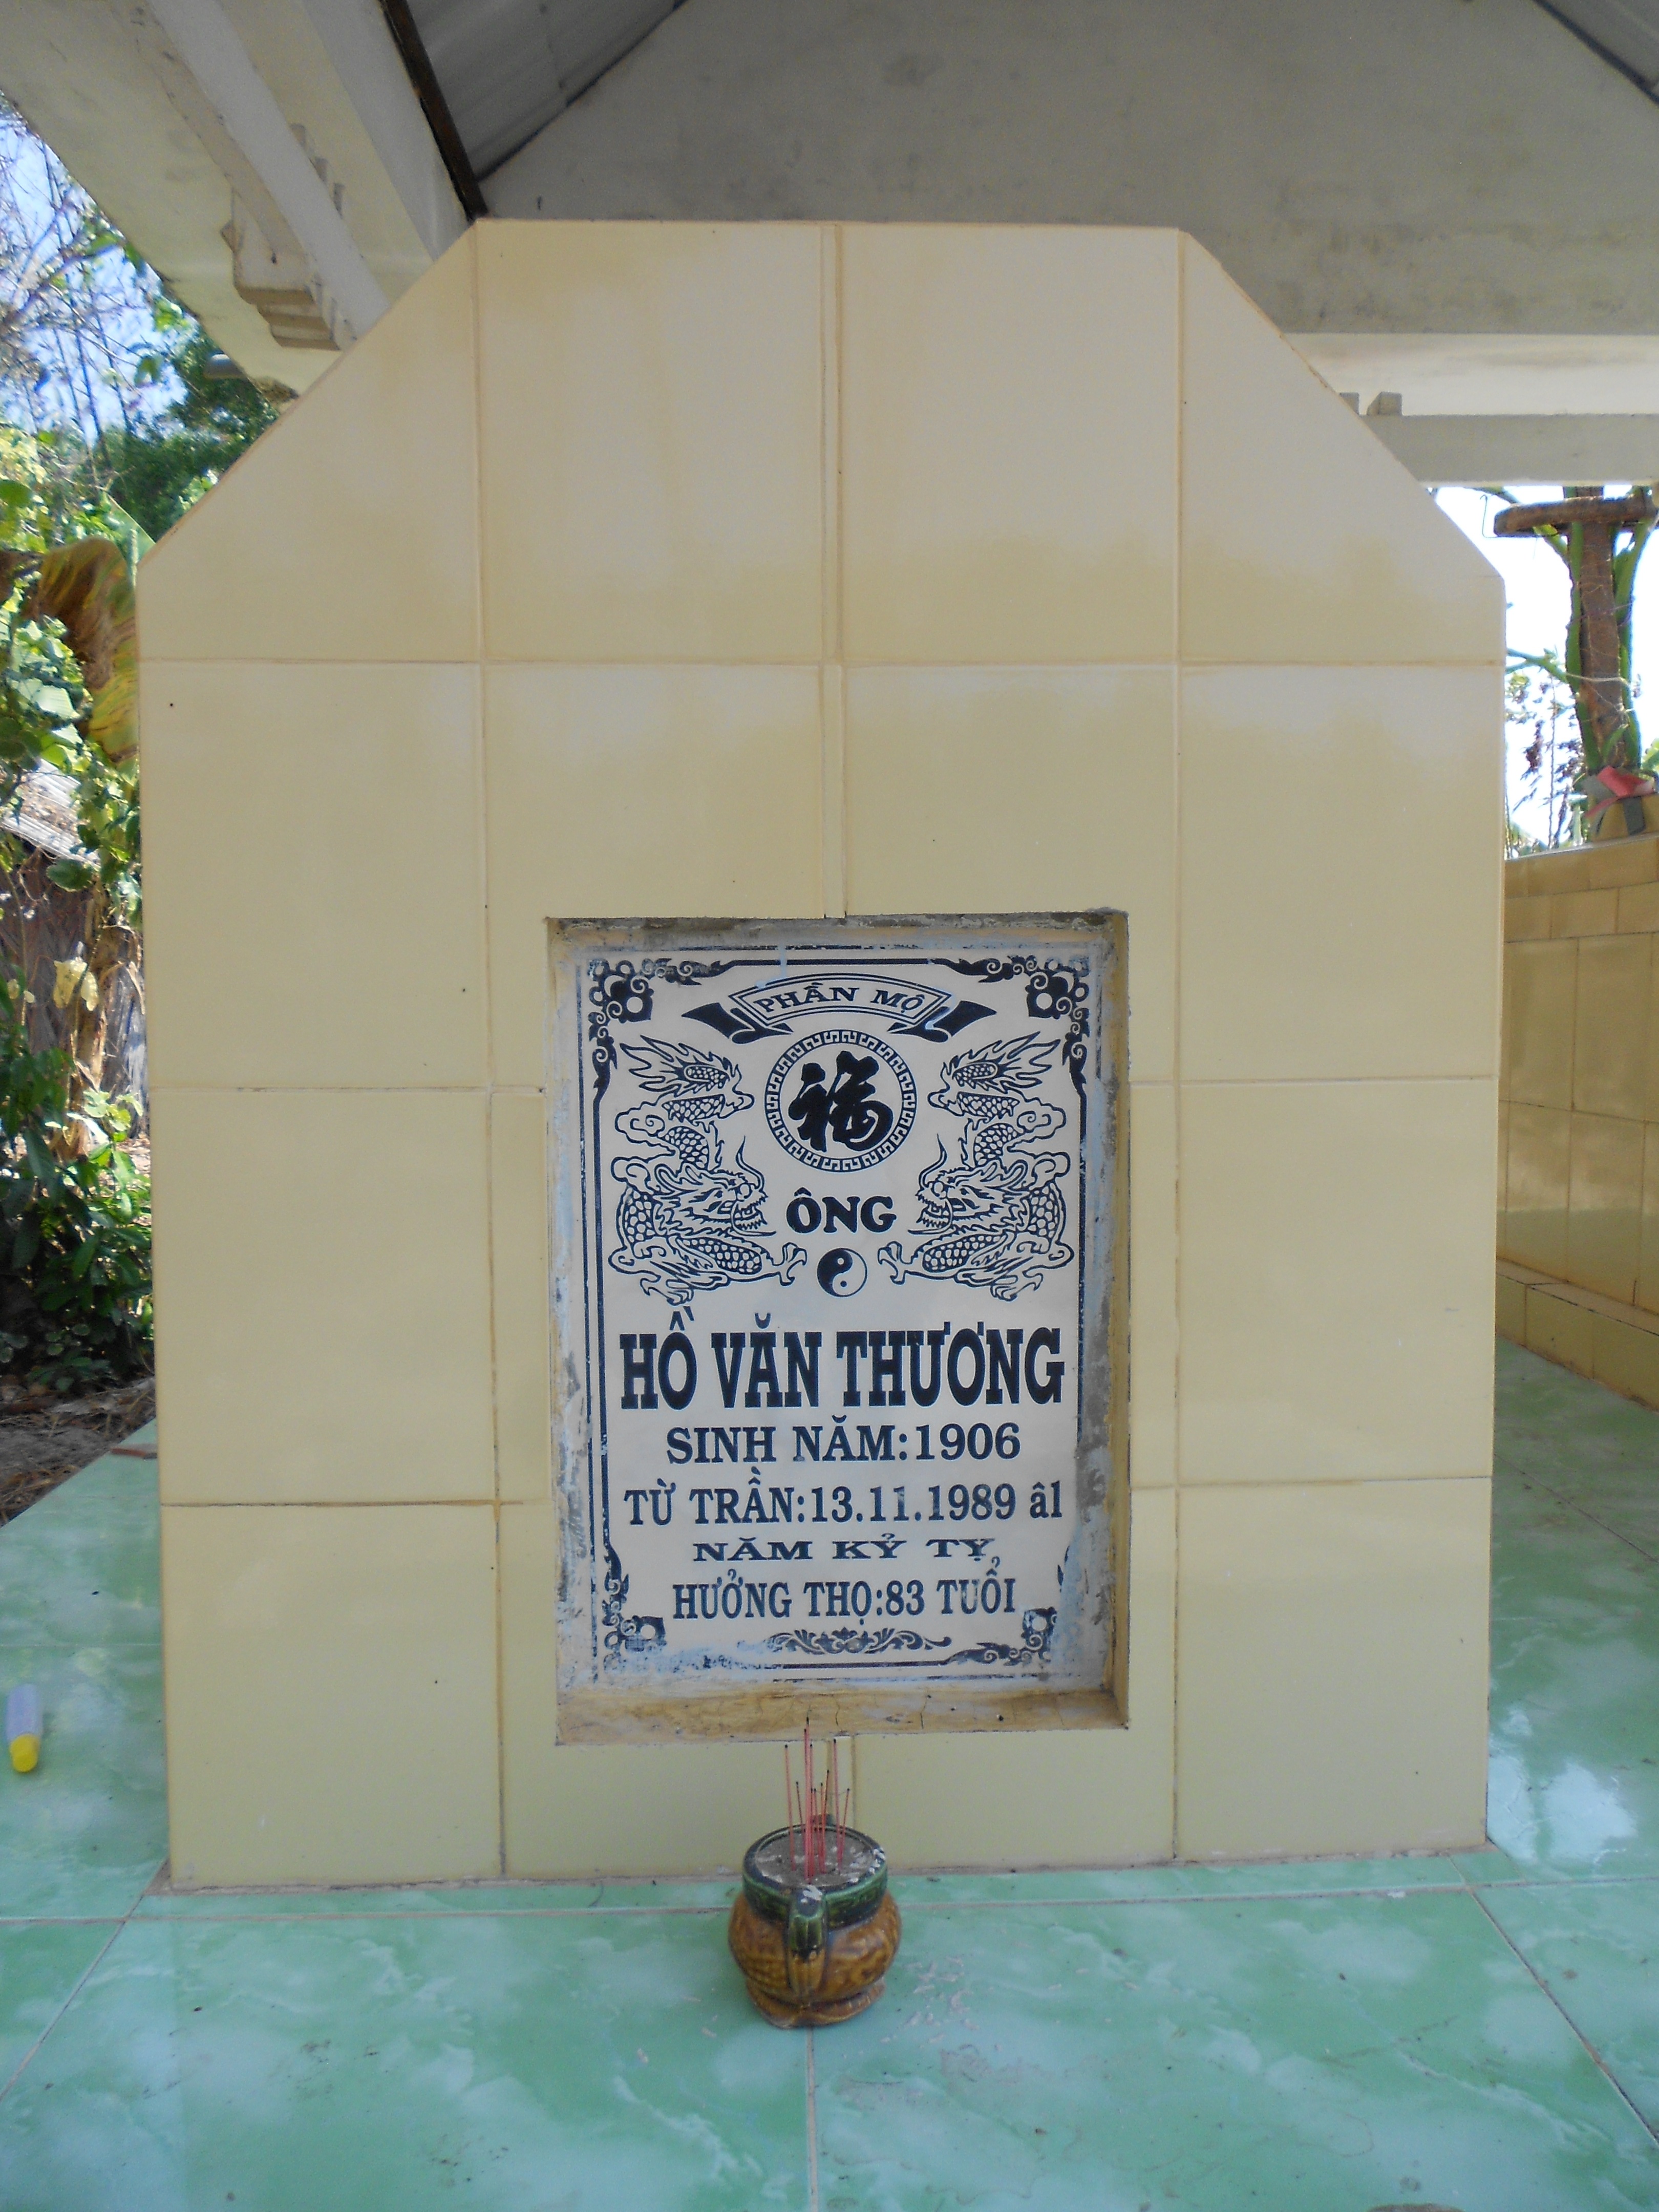 PHẦN MỘ
福
ÔNG
HỒ VĂN THƯƠNG
SINH NĂM:1906
TỪ TRẦN:13.11.1989 âl
NĂM KỶ TỴ
HƯỞNG THỌ:83 TUỔI